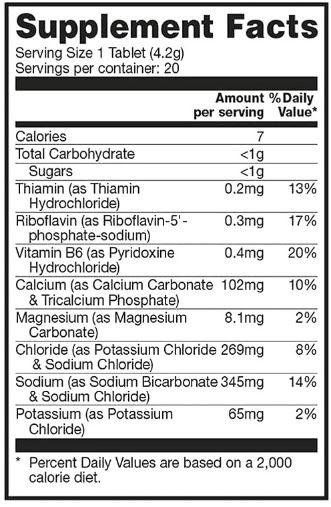 Supplement Facts
Serving Size 1 Tablet (4.2g)
Servings per container: 20
Amount %Daily
per serving Value*
Calories 7
Total Carbohydrate <1g
Sugars <1g
Thiamin (as Thiamin 0.2mg 13%
Hydrochloride)
Riboflavin (as Riboflavin-5'- 0.3mg 17%
phosphate-sodium)
Vitamin B6 (as Pyridoxine 0.4mg 20%
Hydrochloride)
Calcium (as Calcium Carbonate 102mg 10%
& Tricalcium Phosphate)
Magnesium (as Magnesium 8.1mg 2%
Carbonate)
Chloride (as Potassium Chloride 269mg 8%
& Sodium Chloride)
Sodium (as Sodium Bicarbonate 345mg 14%
& Sodium Chloride)
Potassium (as Potassium 65mg 2%
Chloride)
* Percent Daily Values are based on a 2,000
calorie diet.